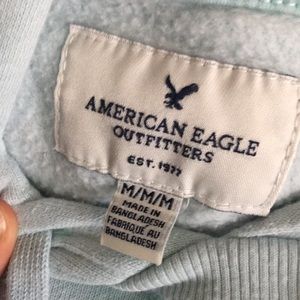 AMERICAN EAGLE
OUTFITTERS
EST. 1977
M/M/M
MADE IN
BANGLADESH
FABRIQUÉ AU
BANGLADESH